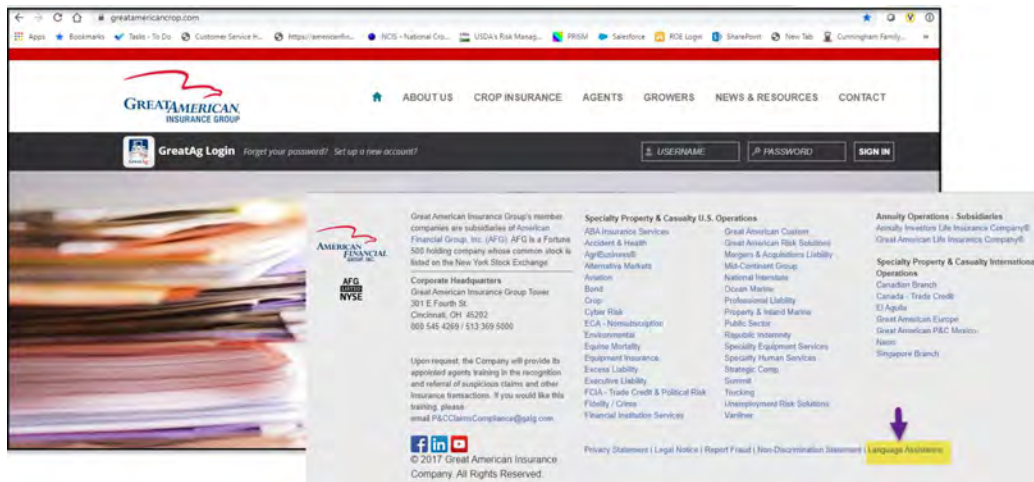 greatamericancrop.com
Apps Bookmarks Tasks - To Do Customer Service H... https://americanfin... NCIS - National Cro... USDA's Risk Manag... PRISM Salesforce ROE Login SharePoint New Tab Cunningham Family... »
GREATAMERICAN
INSURANCE GROUP
ABOUT US CROP INSURANCE AGENTS GROWERS NEWS & RESOURCES CONTACT
GreatAg Login Forget your password? Set up a new account? USERNAME PASSWORD SIGN IN
AMERICAN
FINANCIAL
GROUP, INC.
AFG
LISTED
NYSE
Great American Insurance Group's member
companies are subsidiaries of American
Financial Group, Inc. (AFG). AFG is a Fortune
500 holding company whose common stock is
listed on the New York Stock Exchange.
Corporate Headquarters
Great American Insurance Group Tower
301 E Fourth St.
Cincinnati, OH 45202
800 545 4269 / 513 369 5000
Upon request, the Company will provide its
appointed agents training in the recognition
and referral of suspicious claims and other
insurance transactions. If you would like this
training, please
email P&CClaimsCompliance@gaig.com
© 2017 Great American Insurance
Company. All Rights Reserved.
Specialty Property & Casualty U.S. Operations
ABA Insurance Services
Accident & Health
AgriBusiness®
Alternative Markets
Aviation
Bond
Crop
Cyber Risk
ECA - Nonsubscription
Environmental
Equine Mortality
Equipment Insurance
Excess Liability
Executive Liability
FCIA - Trade Credit & Political Risk
Fidelity / Crime
Financial Institution Services
Great American Custom
Great American Risk Solutions
Mergers & Acquisitions Liability
Mid-Continent Group
National Interstate
Ocean Marine
Professional Liability
Property & Inland Marine
Public Sector
Republic Indemnity
Specialty Equipment Services
Specialty Human Services
Strategic Comp
Summit
Trucking
Unemployment Risk Solutions
Vanliner
Annuity Operations - Subsidiaries
Annuity Investors Life Insurance Company®
Great American Life Insurance Company®
Specialty Property & Casualty International
Operations
Canadian Branch
Canada - Trade Credit
El Aguila
Great American Europe
Great American P&C Mexico
Neon
Singapore Branch
Privacy Statement | Legal Notice | Report Fraud | Non-Discrimination Statement | Language Assistance